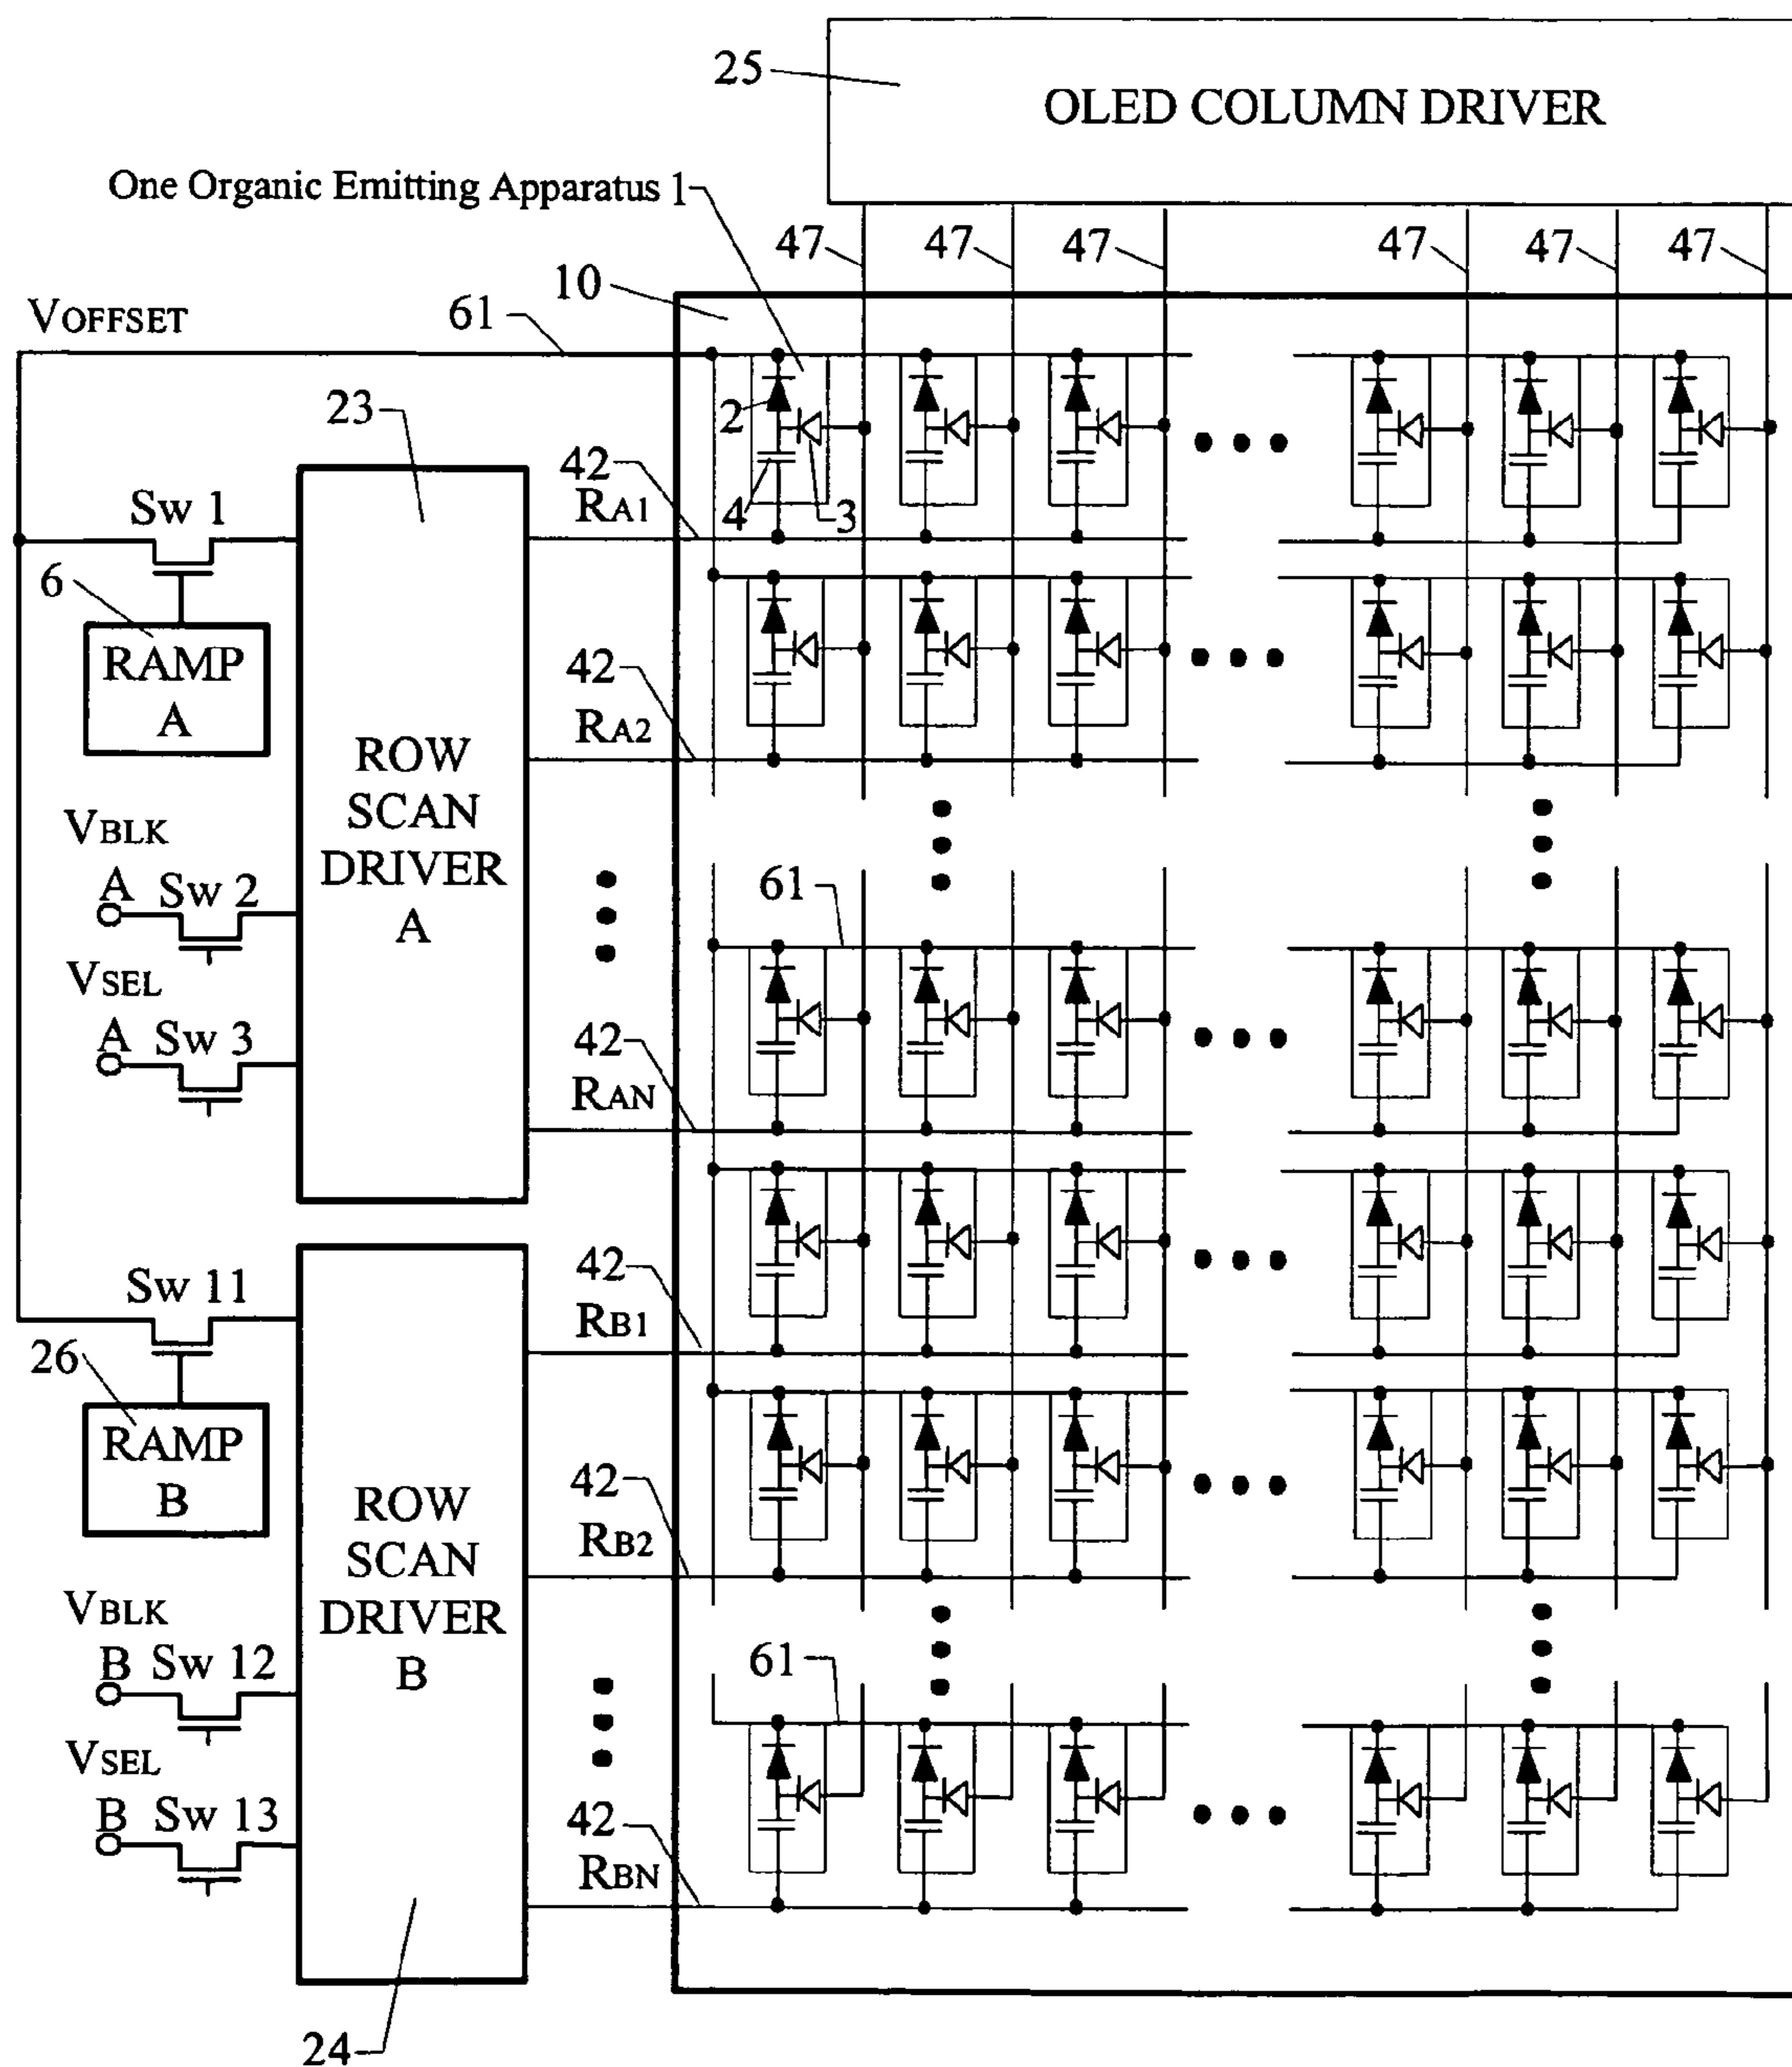 25
OLED COLUMN DRIVER
One Organic Emitting Apparatus 1
47 47 47 47 47 47
10
VOFFSET
61
23
2
42
RA1
4
3
Sw 1
6
RAMP
A
42
RA2
ROW
SCAN
DRIVER
A
VBLK
A Sw 2
61
VSEL
A Sw 3
42
RAN
Sw 11
42
RB1
26
RAMP
B
42
RB2
ROW
SCAN
DRIVER
B
VBLK
B Sw 12
61
VSEL
B Sw 13
42
RBN
24